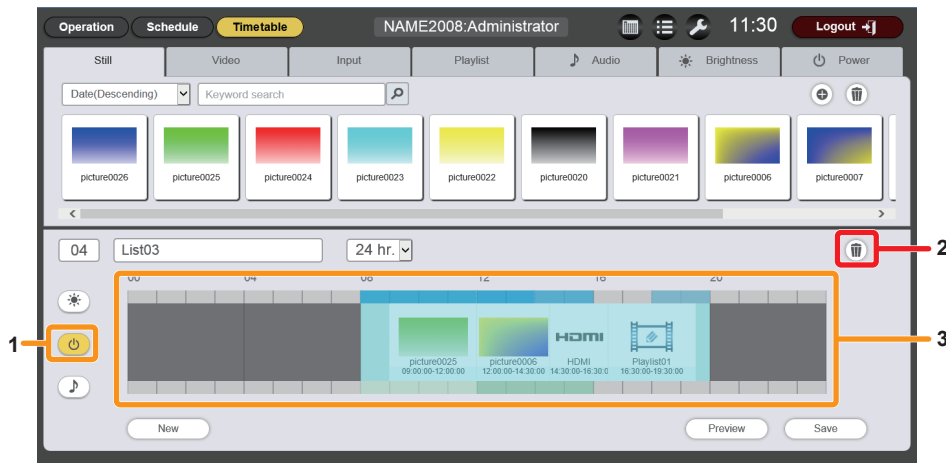 Operation Schedule Timetable NAME2008:Administrator 11:30 Logout
Still Video Input Playlist Audio Brightness Power
Date(Descending) Keyword search
picture0026 picture0025 picture0024 picture0023 picture0022 picture0020 picture0021 picture0006 picture0007
04 List03 24 hr.
2
00 04 08 12 16 20
1
3
HDMI
picture0025 picture0006 HDMI Playlist01
09:00:00-12:00:00 12:00:00-14:30:00 14:30:00-16:30:0 16:30:00-19:30:00
New Preview Save